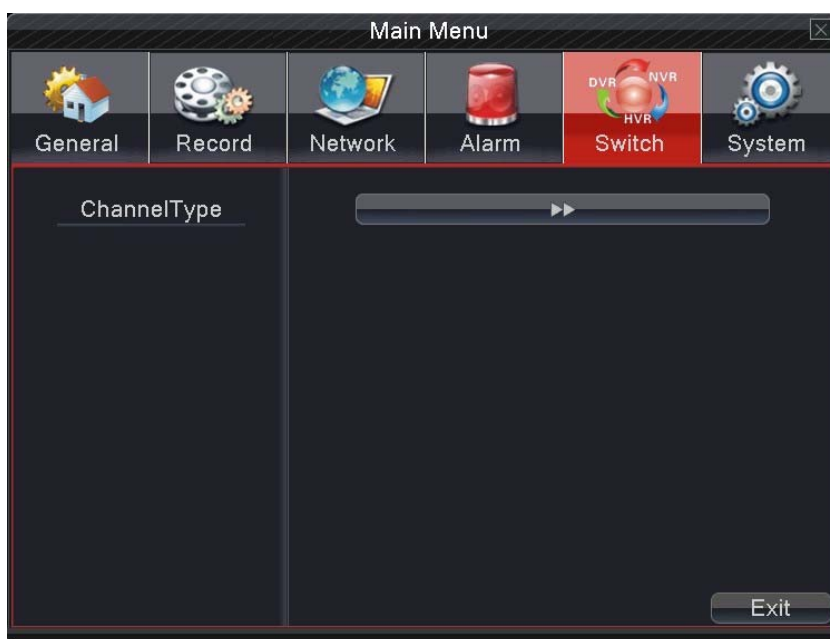 Main Menu
DVR NVR
HVR
General Record Network Alarm Switch System
ChannelType
Exit